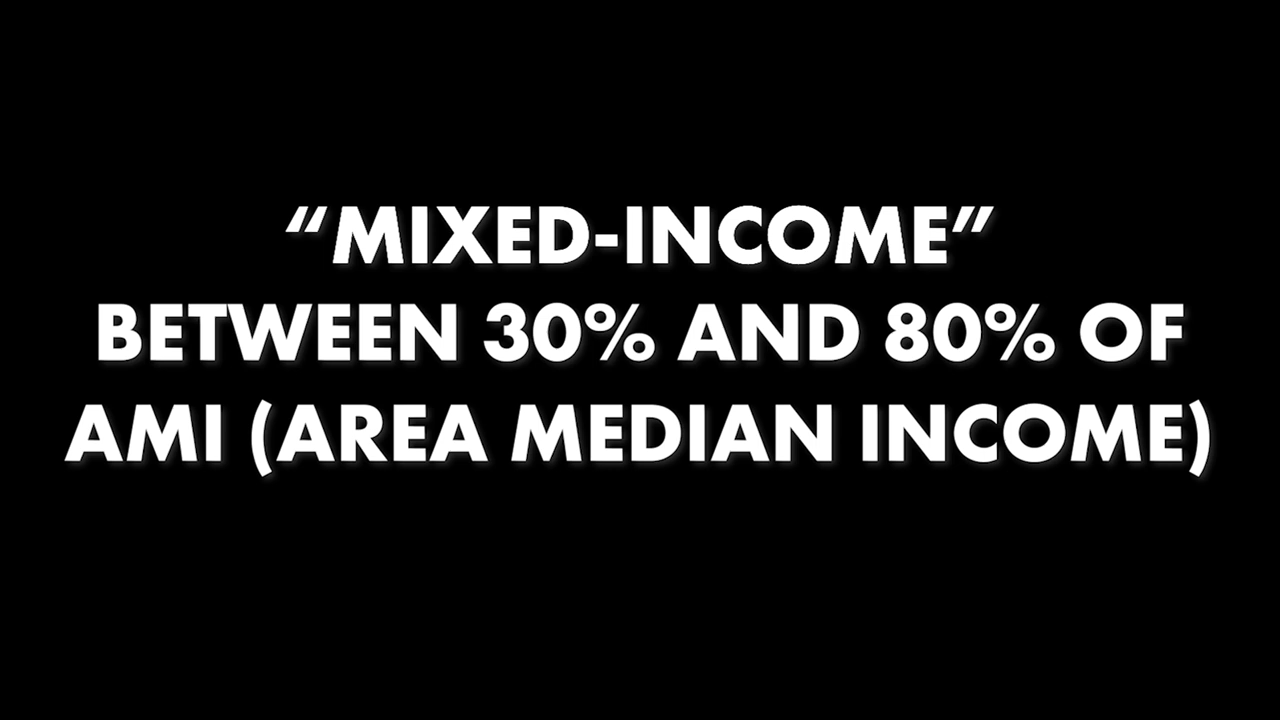 “MIXED-INCOME”
BETWEEN 30% AND 80% OF
AMI (AREA MEDIAN INCOME)